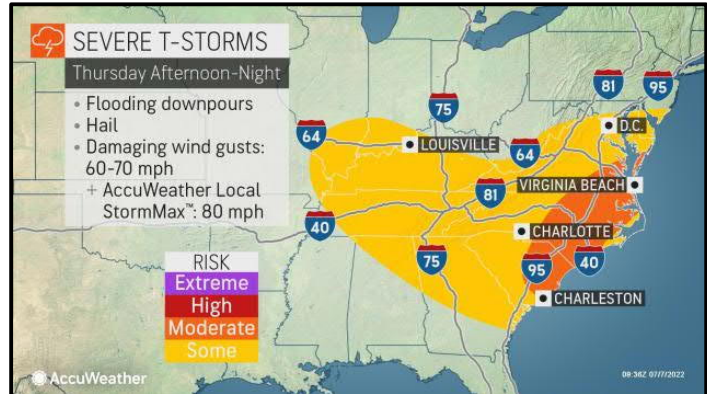 SEVERE T-STORMS
Thursday Afternoon-Night
• Flooding downpours
• Hail
• Damaging wind gusts:
60-70 mph
+ AccuWeather Local
StormMax™: 80 mph
RISK
Extreme
High
Moderate
Some
81
95
D.C.
75
64
LOUISVILLE
64
81
VIRGINIA BEACH
40
CHARLOTTE
75
95
40
CHARLESTON
AccuWeather
09:36Z 07/7/2022